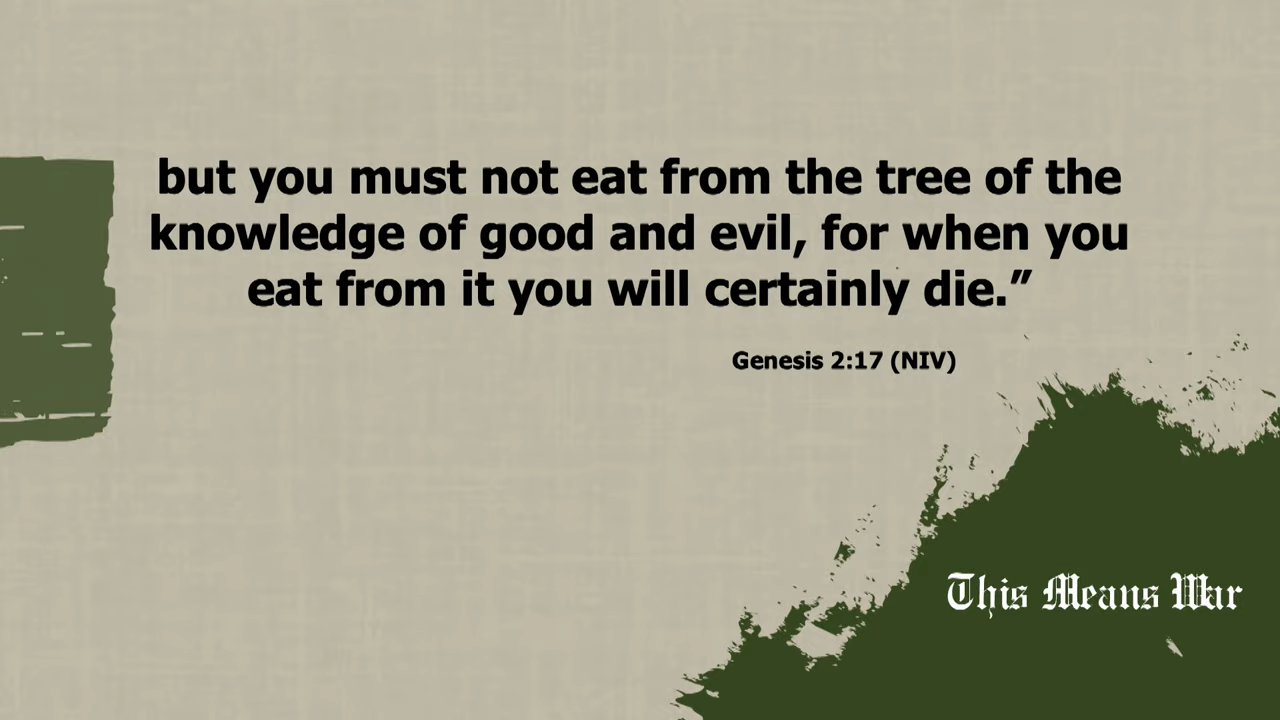 but you must not eat from the tree of the
knowledge of good and evil, for when you
eat from it you will certainly die.”
Genesis 2:17 (NIV)
This Means War